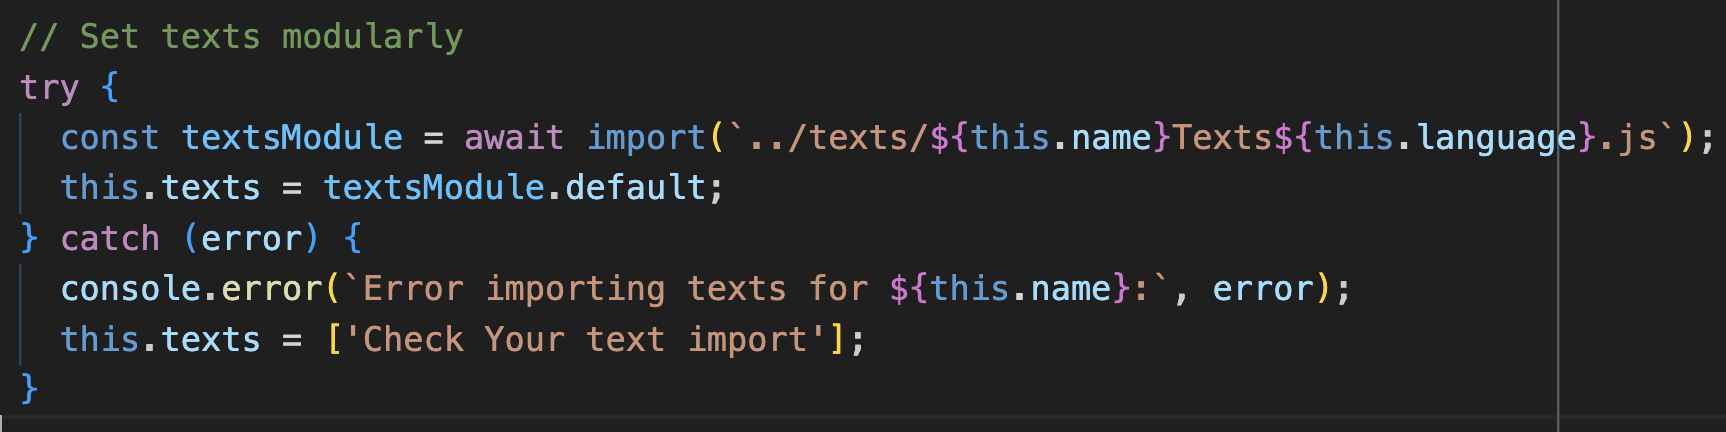 // Set texts modularly
try {
  const textsModule = await import(`../texts/${this.name}Texts${this.language}.js`);
  this.texts = textsModule.default;
} catch (error) {
  console.error(`Error importing texts for ${this.name}:`, error);
  this.texts = ['Check Your text import'];
}